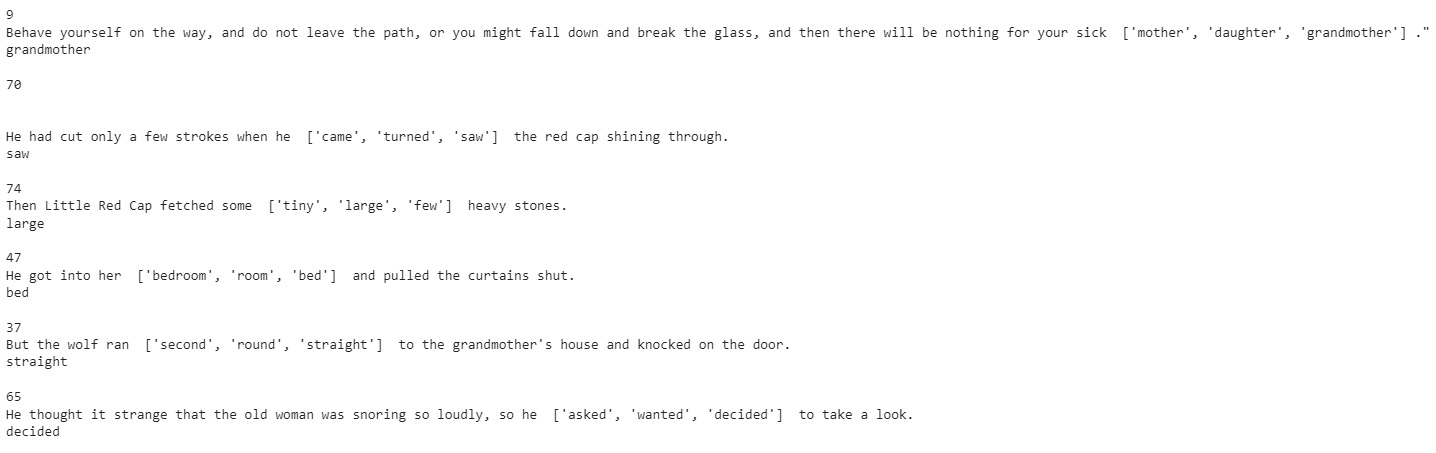 9
Behave yourself on the way, and do not leave the path, or you might fall down and break the glass, and then there will be nothing for your sick  ['mother', 'daughter', 'grandmother'] ."
grandmother
70
He had cut only a few strokes when he  ['came', 'turned', 'saw']  the red cap shining through.
saw
74
Then Little Red Cap fetched some  ['tiny', 'large', 'few']  heavy stones.
large
47
He got into her  ['bedroom', 'room', 'bed']  and pulled the curtains shut.
bed
37
But the wolf ran  ['second', 'round', 'straight']  to the grandmother's house and knocked on the door.
straight
65
He thought it strange that the old woman was snoring so loudly, so he  ['asked', 'wanted', 'decided']  to take a look.
decided